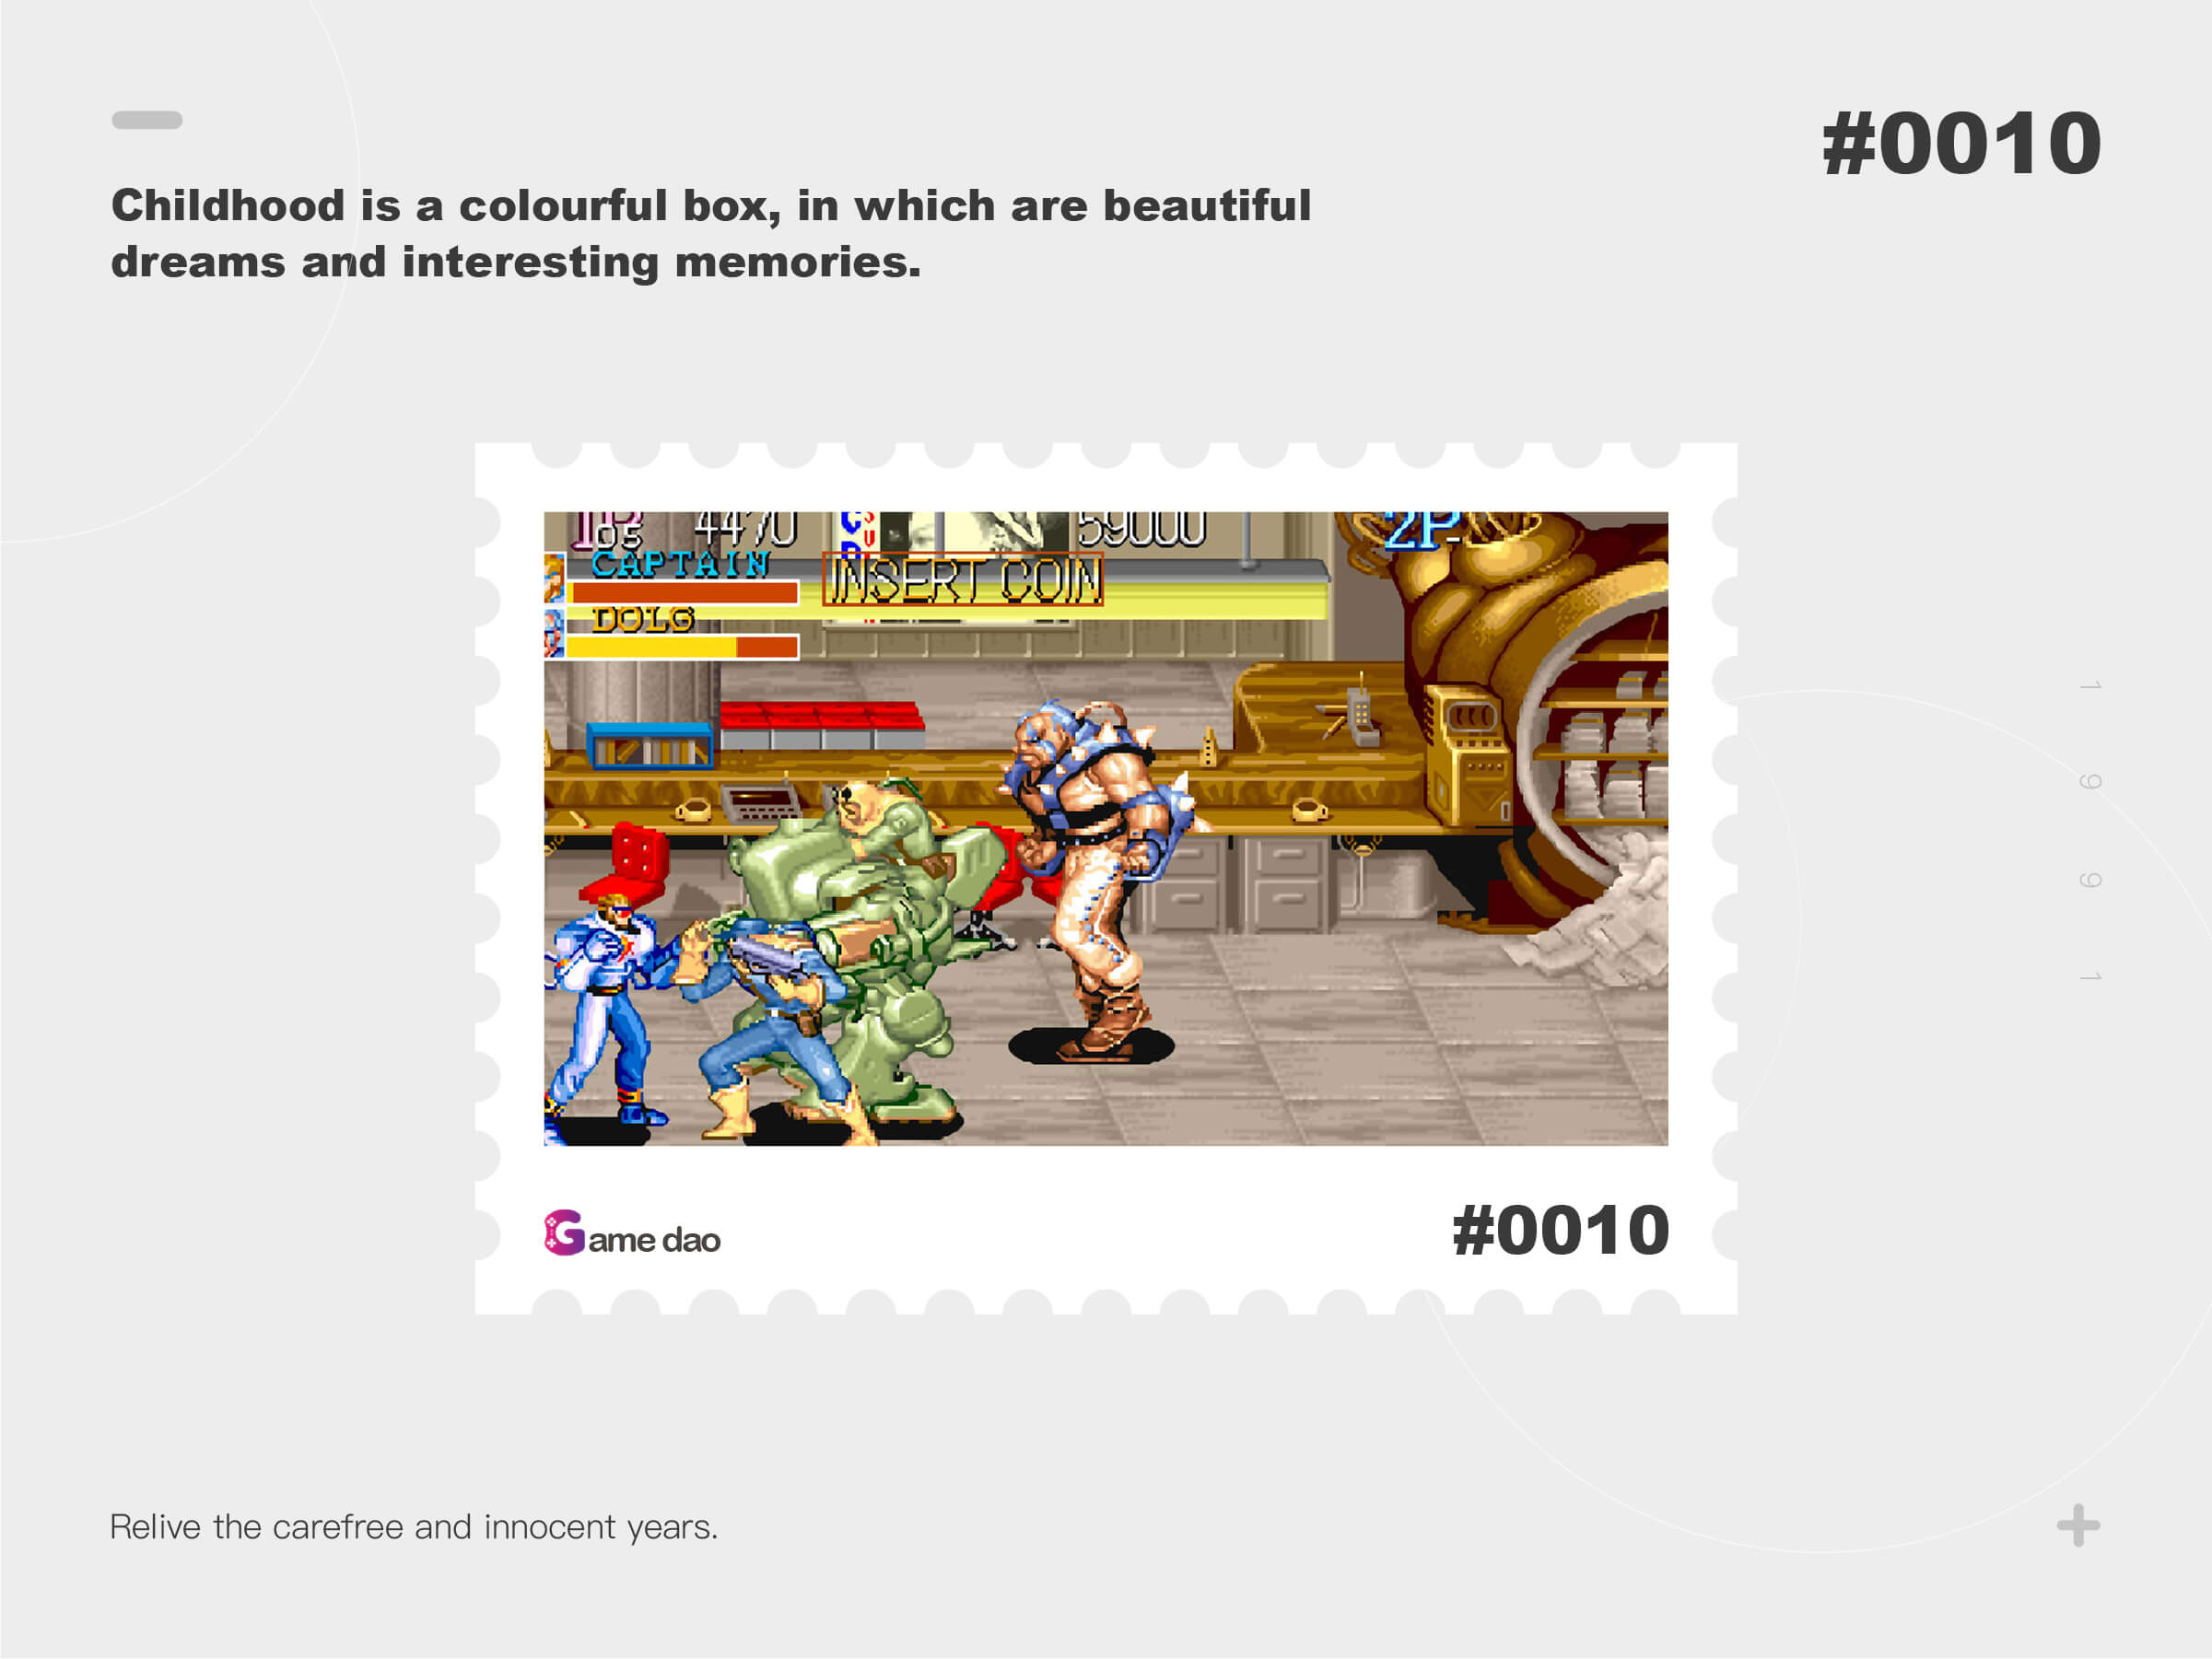 #0010
Childhood is a colourful box, in which are beautiful
dreams and interesting memories.
1P 4470 59000 2P
05
CAPTAIN
INSERT COIN
DOLG
1991
Game dao
#0010
Relive the carefree and innocent years.